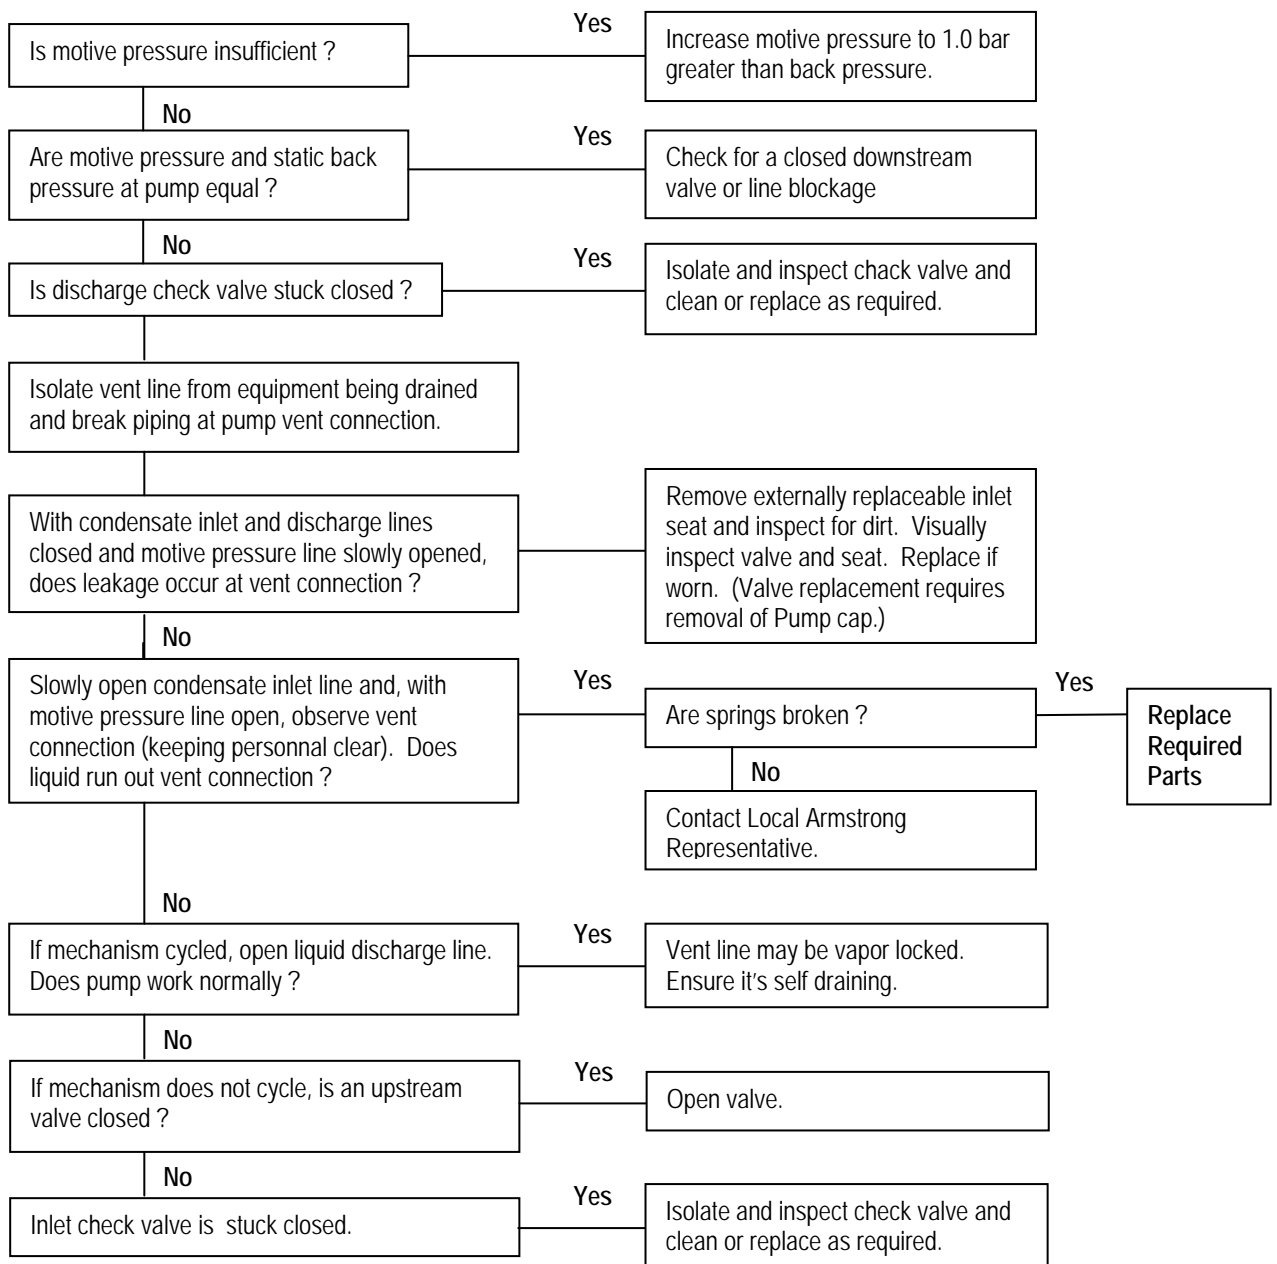 Yes
Is motive pressure insufficient ?
Increase motive pressure to 1.0 bar
greater than back pressure.
No
Yes
Are motive pressure and static back
pressure at pump equal ?
Check for a closed downstream
valve or line blockage
No
Yes
Is discharge check valve stuck closed ?
Isolate and inspect chack valve and
clean or replace as required.
Isolate vent line from equipment being drained
and break piping at pump vent connection.
With condensate inlet and discharge lines
closed and motive pressure line slowly opened,
does leakage occur at vent connection ?
Remove externally replaceable inlet
seat and inspect for dirt. Visually
inspect valve and seat. Replace if
worn. (Valve replacement requires
removal of Pump cap.)
No
Slowly open condensate inlet line and, with
motive pressure line open, observe vent
connection (keeping personnal clear). Does
liquid run out vent connection ?
Yes
Are springs broken ?
Yes
Replace
Required
Parts
No
Contact Local Armstrong
Representative.
No
If mechanism cycled, open liquid discharge line.
Does pump work normally ?
Yes
Vent line may be vapor locked.
Ensure it's self draining.
No
If mechanism does not cycle, is an upstream
valve closed ?
Yes
Open valve.
No
Inlet check valve is stuck closed.
Yes
Isolate and inspect check valve and
clean or replace as required.